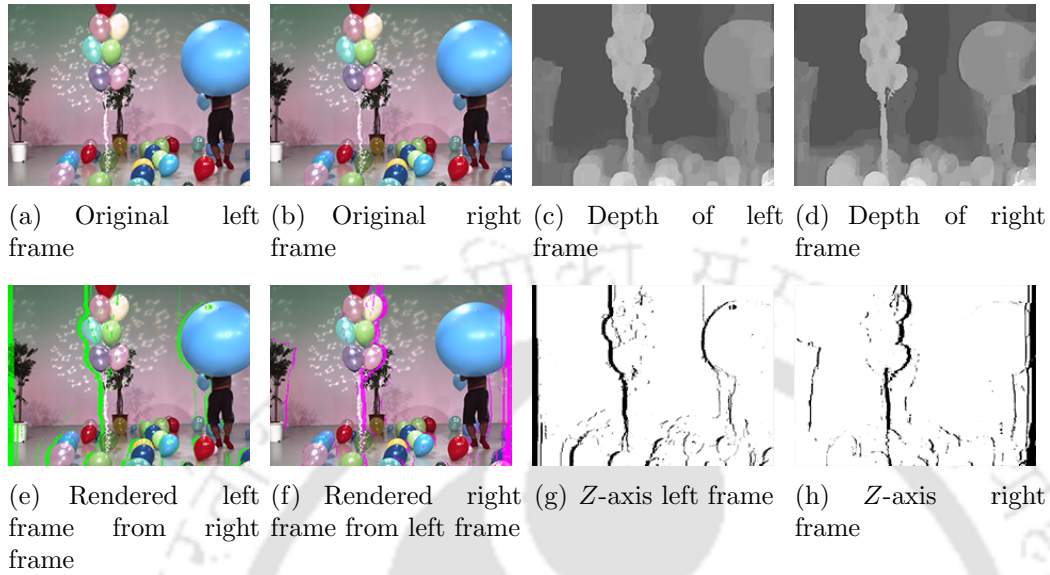 (a) Original left frame
(b) Original right frame
(c) Depth of left frame
(d) Depth of right frame
(e) Rendered left frame from right frame
(f) Rendered right frame from left frame
(g) Z-axis left frame
(h) Z-axis right frame